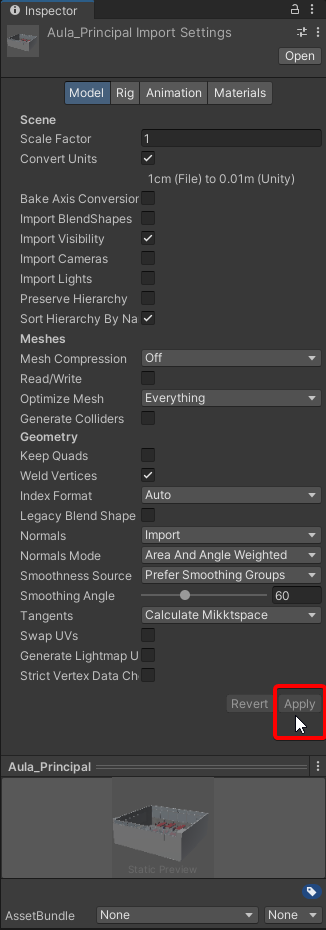 Inspector
Aula_Principal Import Settings
Open
Model Rig Animation Materials
Scene
Scale Factor 1
Convert Units
1cm (File) to 0.01m (Unity)
Bake Axis Conversion
Import BlendShapes
Import Visibility
Import Cameras
Import Lights
Preserve Hierarchy
Sort Hierarchy By Na
Meshes
Mesh Compression Off
Read/Write
Optimize Mesh Everything
Generate Colliders
Geometry
Keep Quads
Weld Vertices
Index Format Auto
Legacy Blend Shape
Normals Import
Normals Mode Area And Angle Weighted
Smoothness Source Prefer Smoothing Groups
Smoothing Angle 60
Tangents Calculate Mikktspace
Swap UVs
Generate Lightmap U
Strict Vertex Data Ch
Revert Apply
Aula_Principal
Static Preview
AssetBundle None None